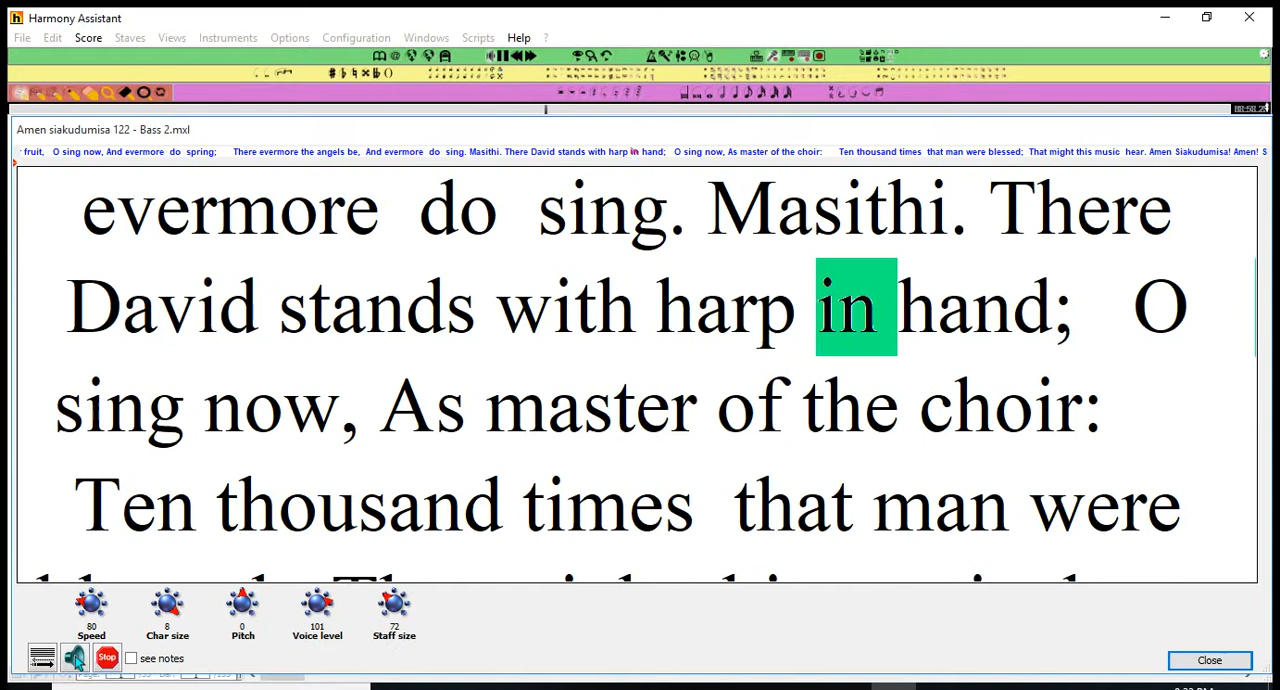 Harmony Assistant
File Edit Score Staves Views Instruments Options Configuration Windows Scripts Help ?
Amen siakudumisa 122 - Bass 2.mxl
fruit, O sing now, And evermore do spring; There evermore the angels be, And evermore do sing. Masithi. There David stands with harp in hand; O sing now, As master of the choir: Ten thousand times that man were blessed; That might this music hear. Amen Siakudumisa! Amen! S
evermore do sing. Masithi. There
David stands with harp in hand; O
sing now, As master of the choir:
Ten thousand times that man were
80 8 0 101 72
Speed Char size Pitch Voice level Staff size
Stop see notes Close